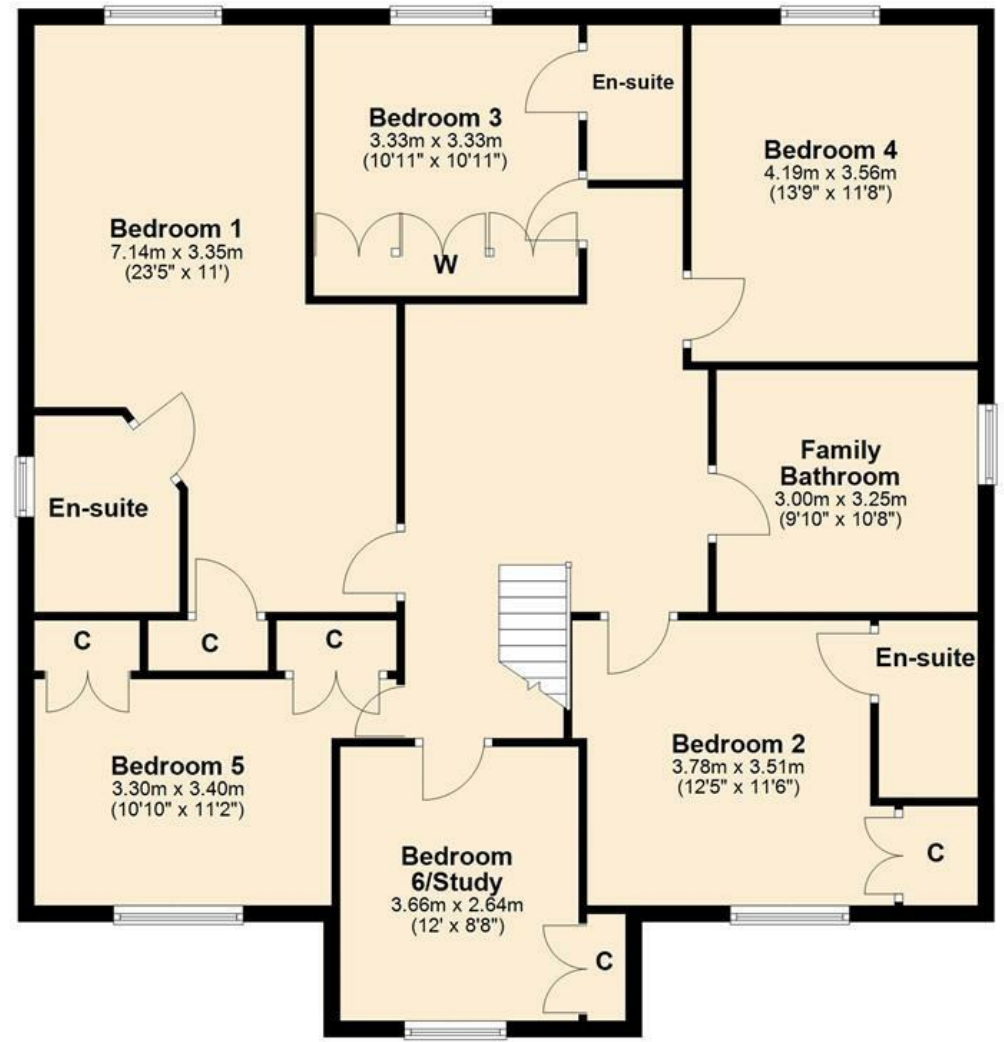 Bedroom 1
7.14m x 3.35m
(23'5" x 11')
Bedroom 3
3.33m x 3.33m
(10'11" x 10'11")
W
En-suite
Bedroom 4
4.19m x 3.56m
(13'9" x 11'8")
En-suite
Family
Bathroom
3.00m x 3.25m
(9'10" x 10'8")
C
C
C
Bedroom 5
3.30m x 3.40m
(10'10" x 11'2")
Bedroom
6/Study
3.66m x 2.64m
(12' x 8'8")
C
Bedroom 2
3.78m x 3.51m
(12'5" x 11'6")
En-suite
C